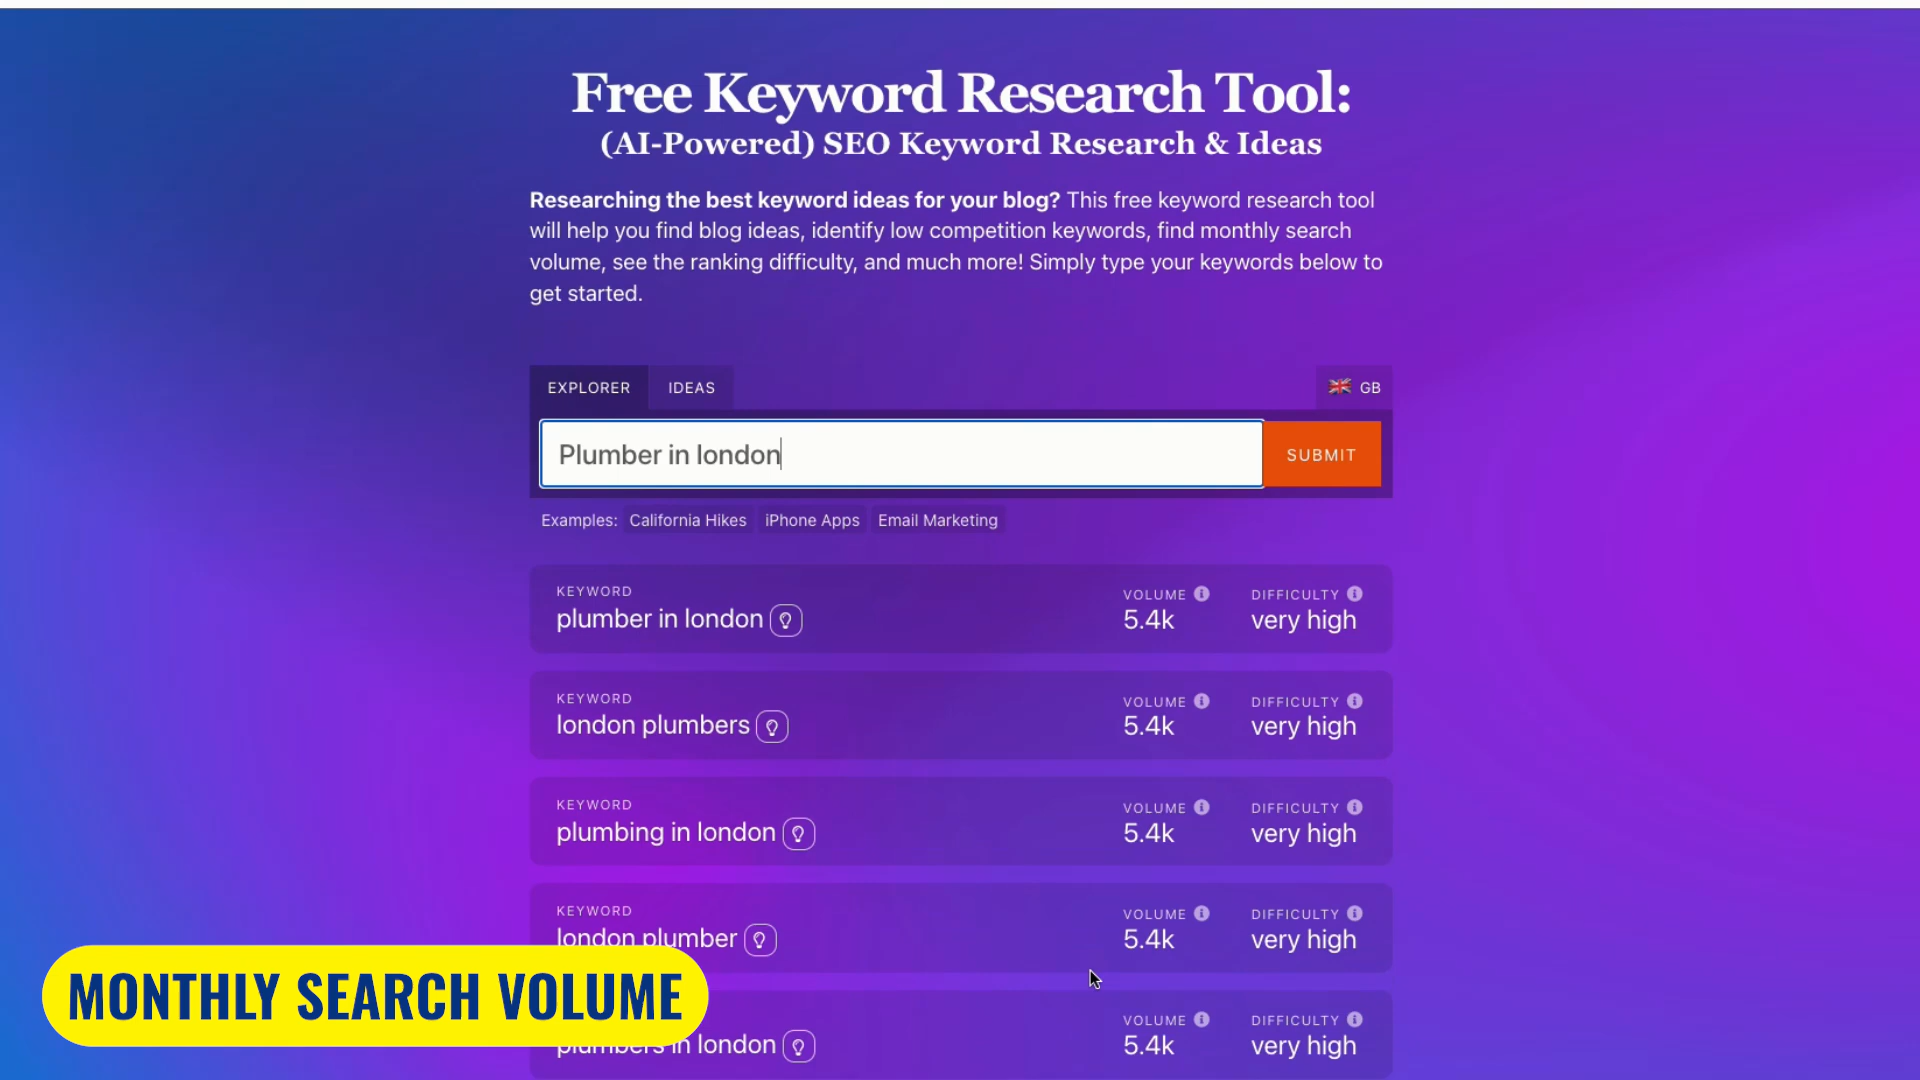 Free Keyword Research Tool:
(AI-Powered) SEO Keyword Research & Ideas
Researching the best keyword ideas for your blog? This free keyword research tool
will help you find blog ideas, identify low competition keywords, find monthly search
volume, see the ranking difficulty, and much more! Simply type your keywords below to
get started.
EXPLORER IDEAS GB
Plumber in london SUBMIT
Examples: California Hikes iPhone Apps Email Marketing
KEYWORD VOLUME DIFFICULTY
plumber in london 5.4k very high
KEYWORD VOLUME DIFFICULTY
london plumbers 5.4k very high
KEYWORD VOLUME DIFFICULTY
plumbing in london 5.4k very high
KEYWORD VOLUME DIFFICULTY
london plumber 5.4k very high
MONTHLY SEARCH VOLUME
VOLUME DIFFICULTY
plumbers in london 5.4k very high